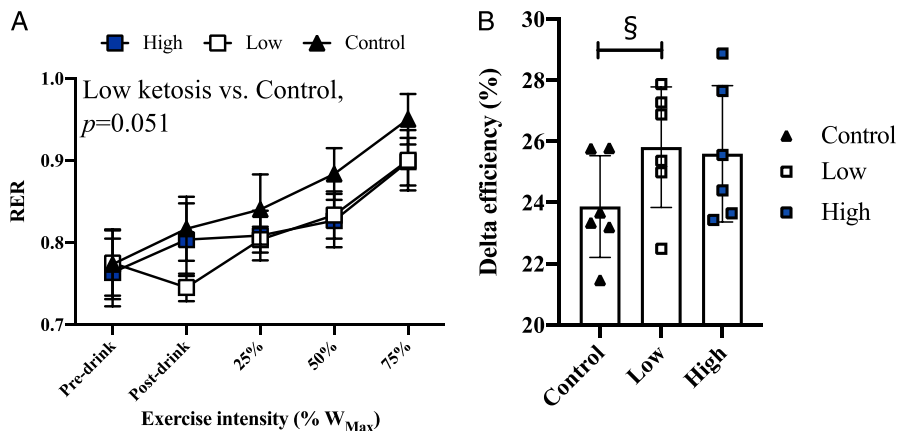 A
High Low Control
Low ketosis vs. Control,
p=0.051
1.0
0.9
0.8
0.7
RER
Pre-drink
Post-drink
25%
50%
75%
Exercise intensity (% WMax)
B
§
30
28
26
24
22
20
Delta efficiency (%)
Control
Low
High
Control
Low
High